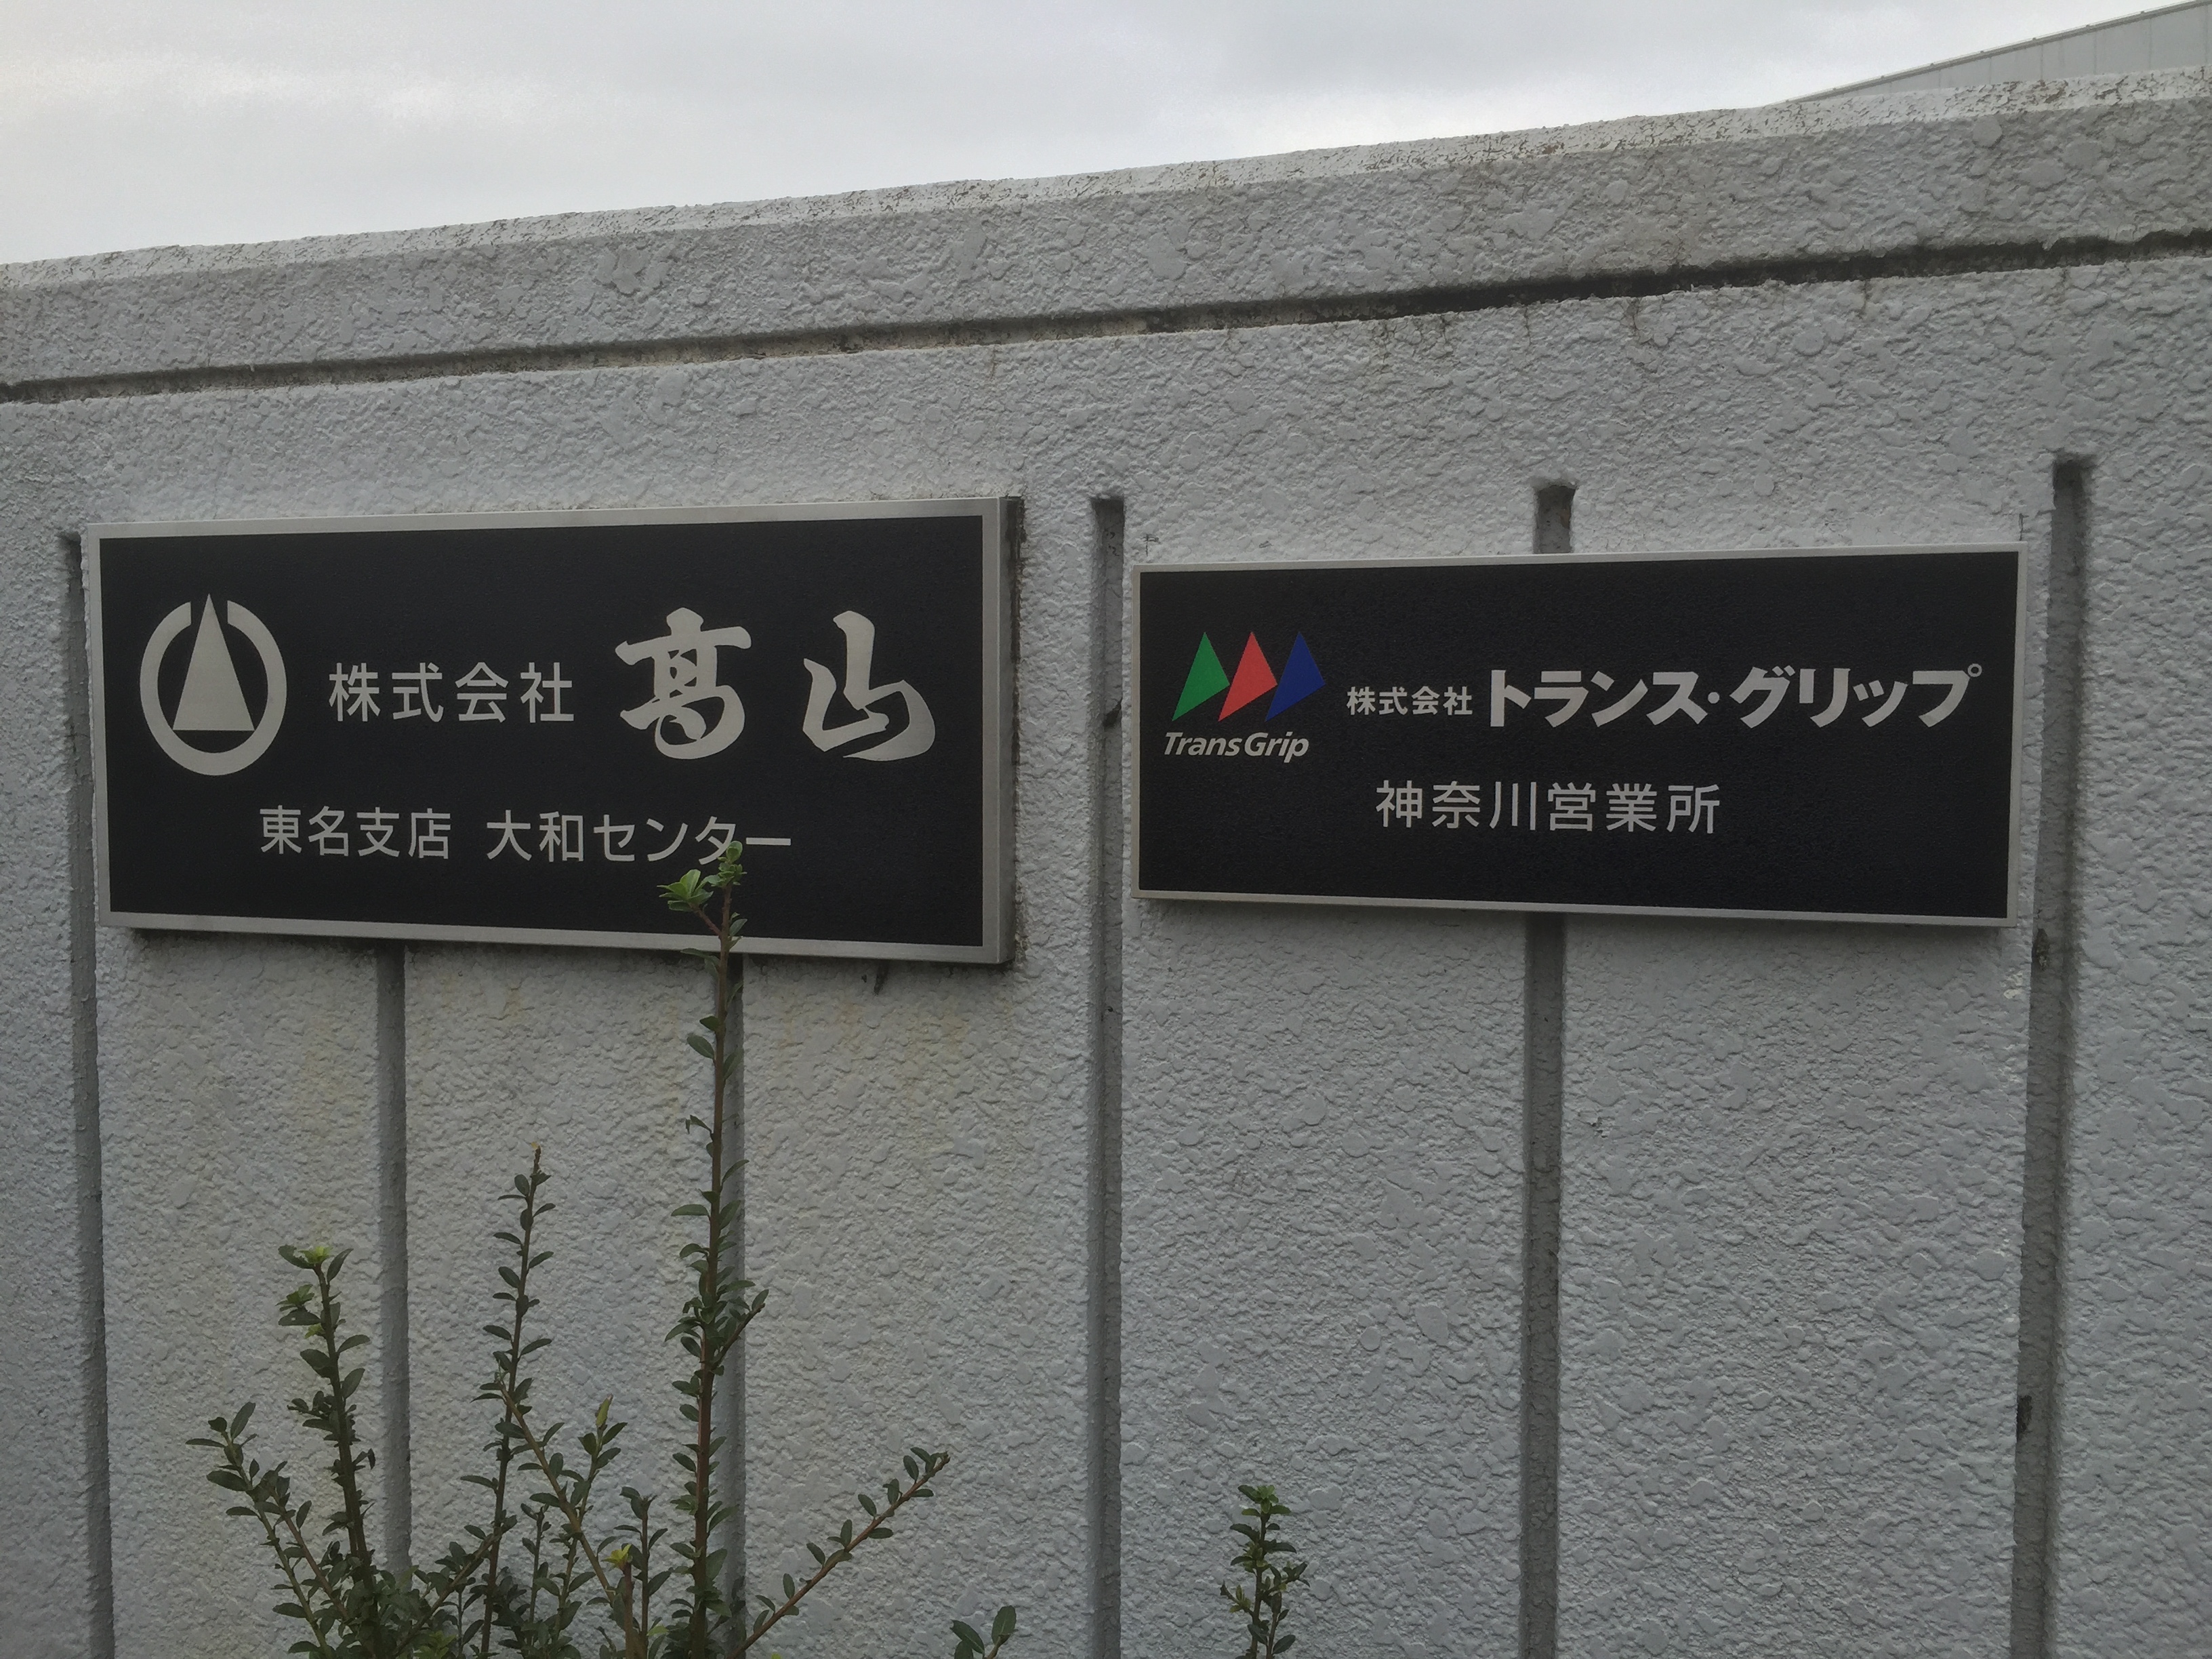 株式会社 髙山
東名支店 大和センター
TransGrip
株式会社 トランス・グリップ
神奈川営業所